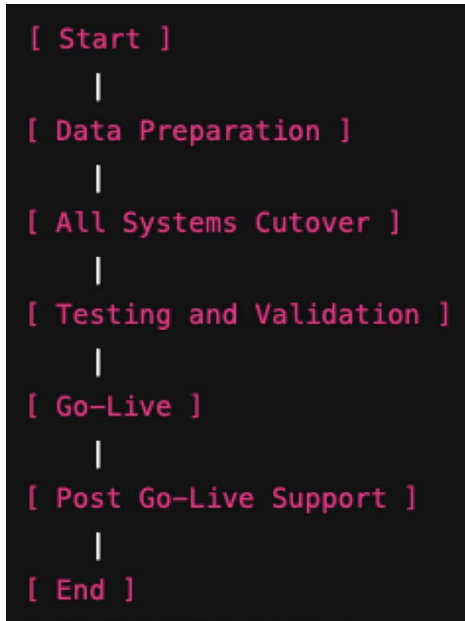 [ Start ]
|
[ Data Preparation ]
|
[ All Systems Cutover ]
|
[ Testing and Validation ]
|
[ Go-Live ]
|
[ Post Go-Live Support ]
|
[ End ]